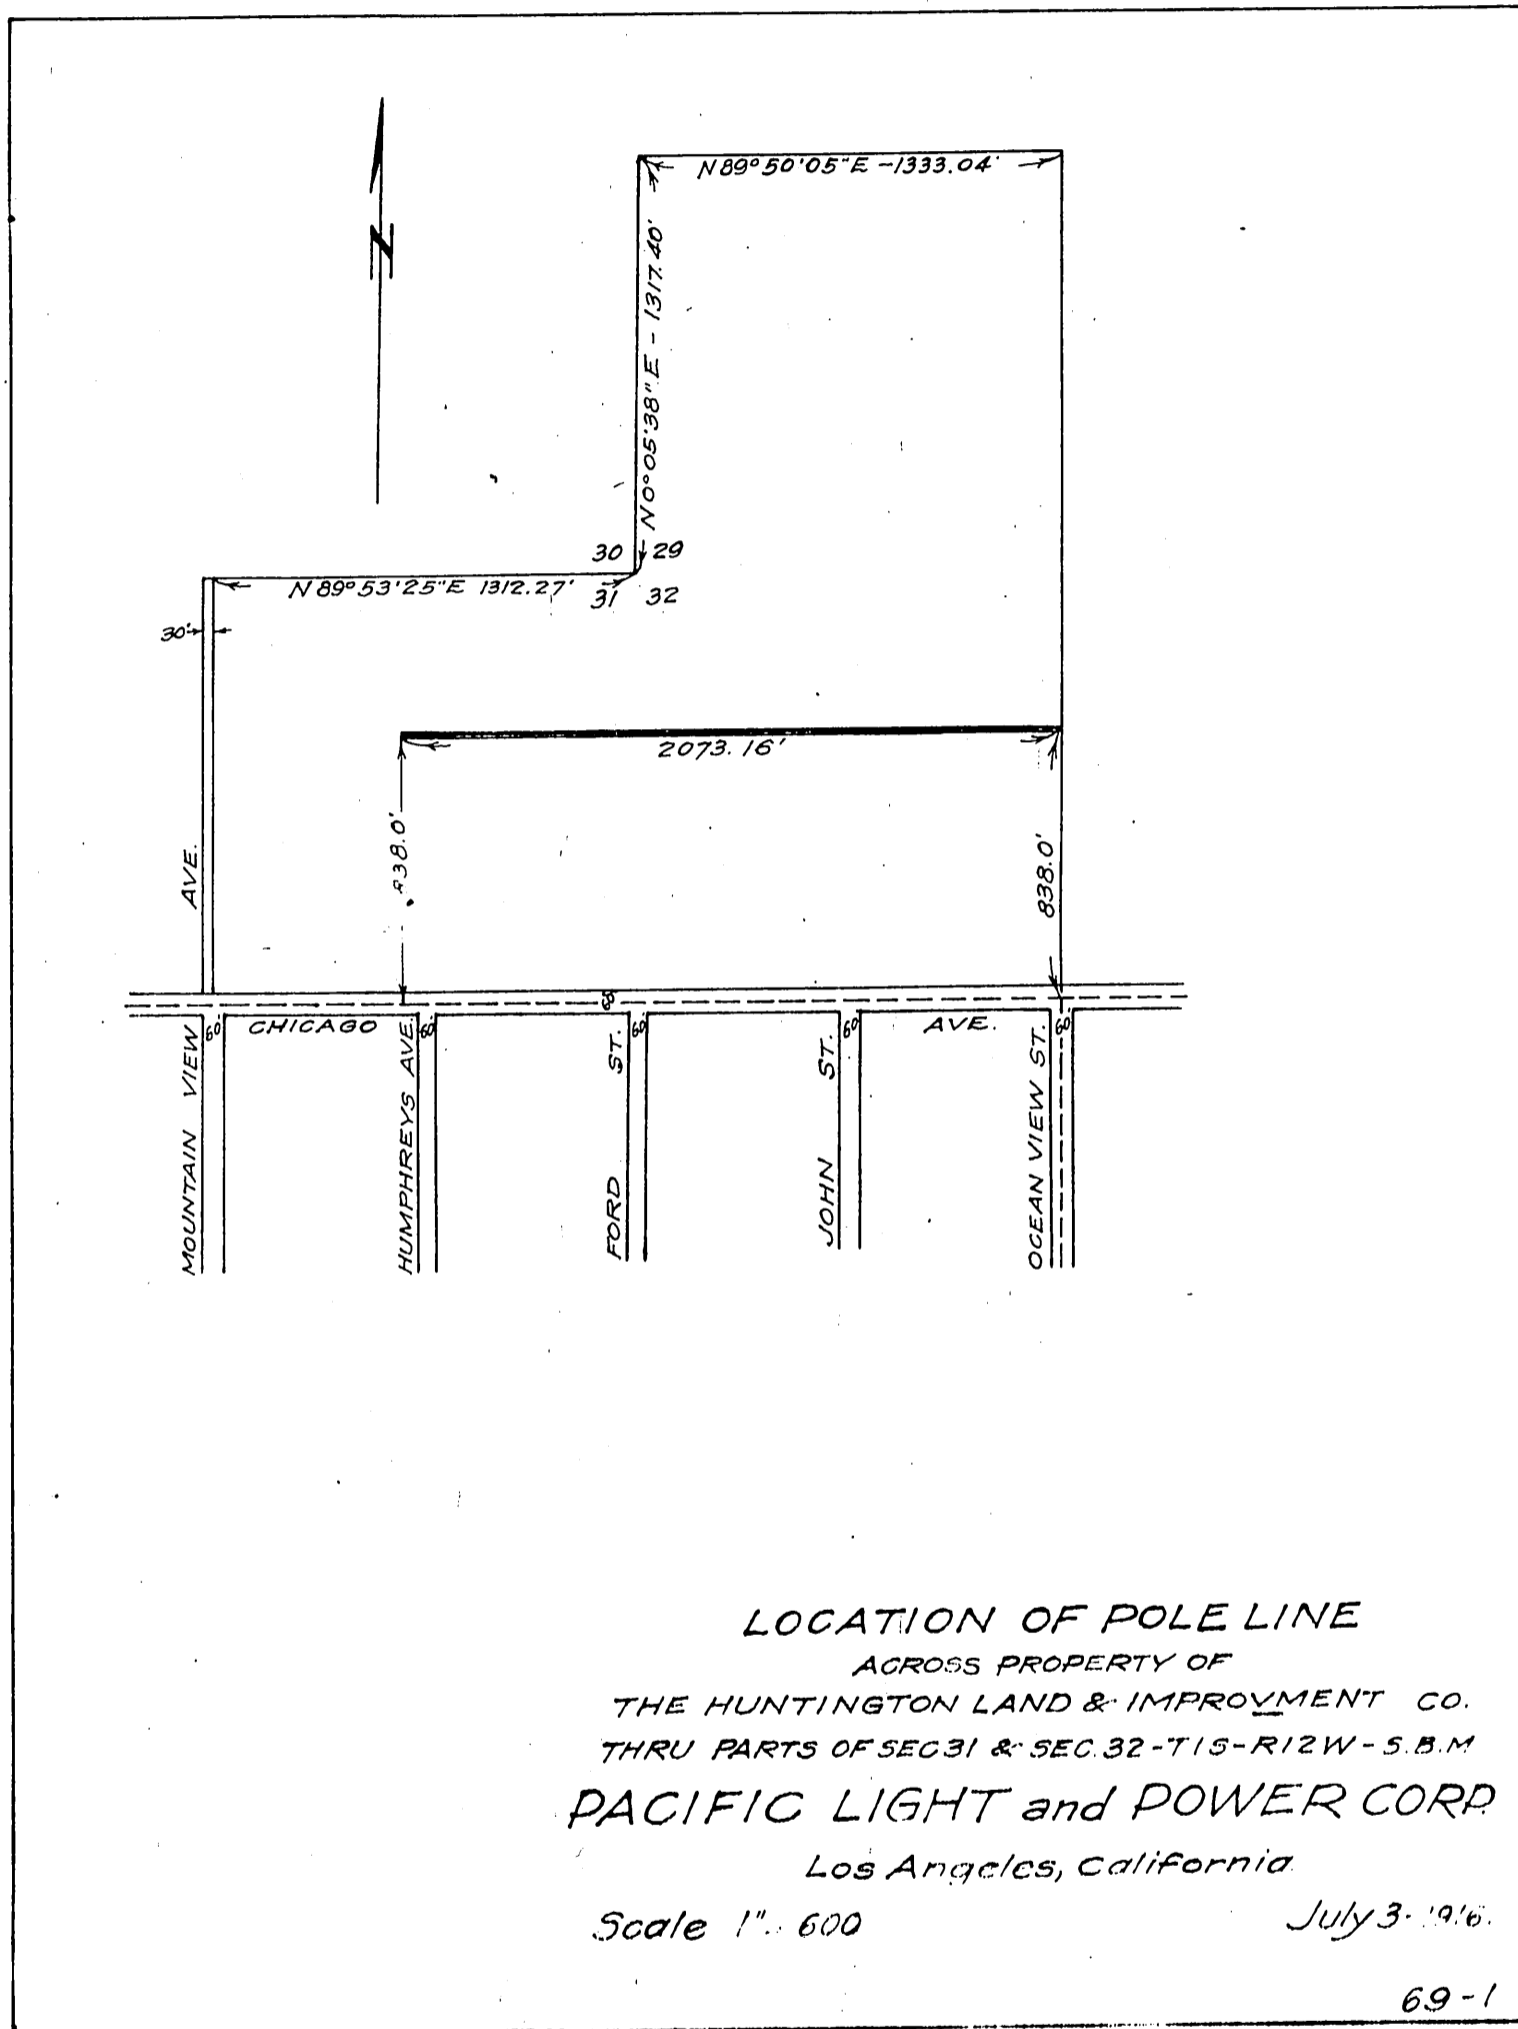 N
N89°50'05"E -1333.04'
N0°05'38"E - 1317.40'
30 29
N89°53'25"E 1312.27'
31 32
30'
2073.16'
838.0'
838.0'
AVE.
60
CHICAGO AVE.
60
60
60
60
60
MOUNTAIN VIEW
HUMPHREYS AVE.
FORD ST.
JOHN ST.
OCEAN VIEW ST.
LOCATION OF POLE LINE
ACROSS PROPERTY OF
THE HUNTINGTON LAND & IMPROVMENT CO.
THRU PARTS OF SEC 31 & SEC. 32-T1S-R12W-S.B.M
PACIFIC LIGHT and POWER CORP.
Los Angeles, California
Scale 1": 600
July 3-1916.
69-1